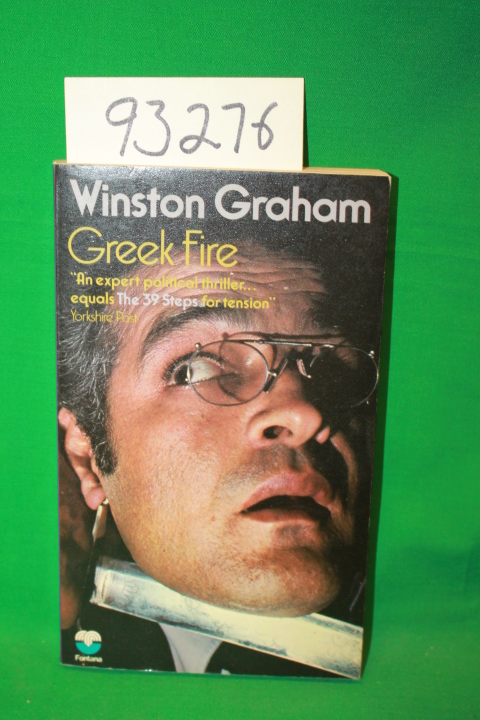 93276
Winston Graham
Greek Fire
"An expert political thriller...
equals The 39 Steps for tension"
Yorkshire Post
Fontana